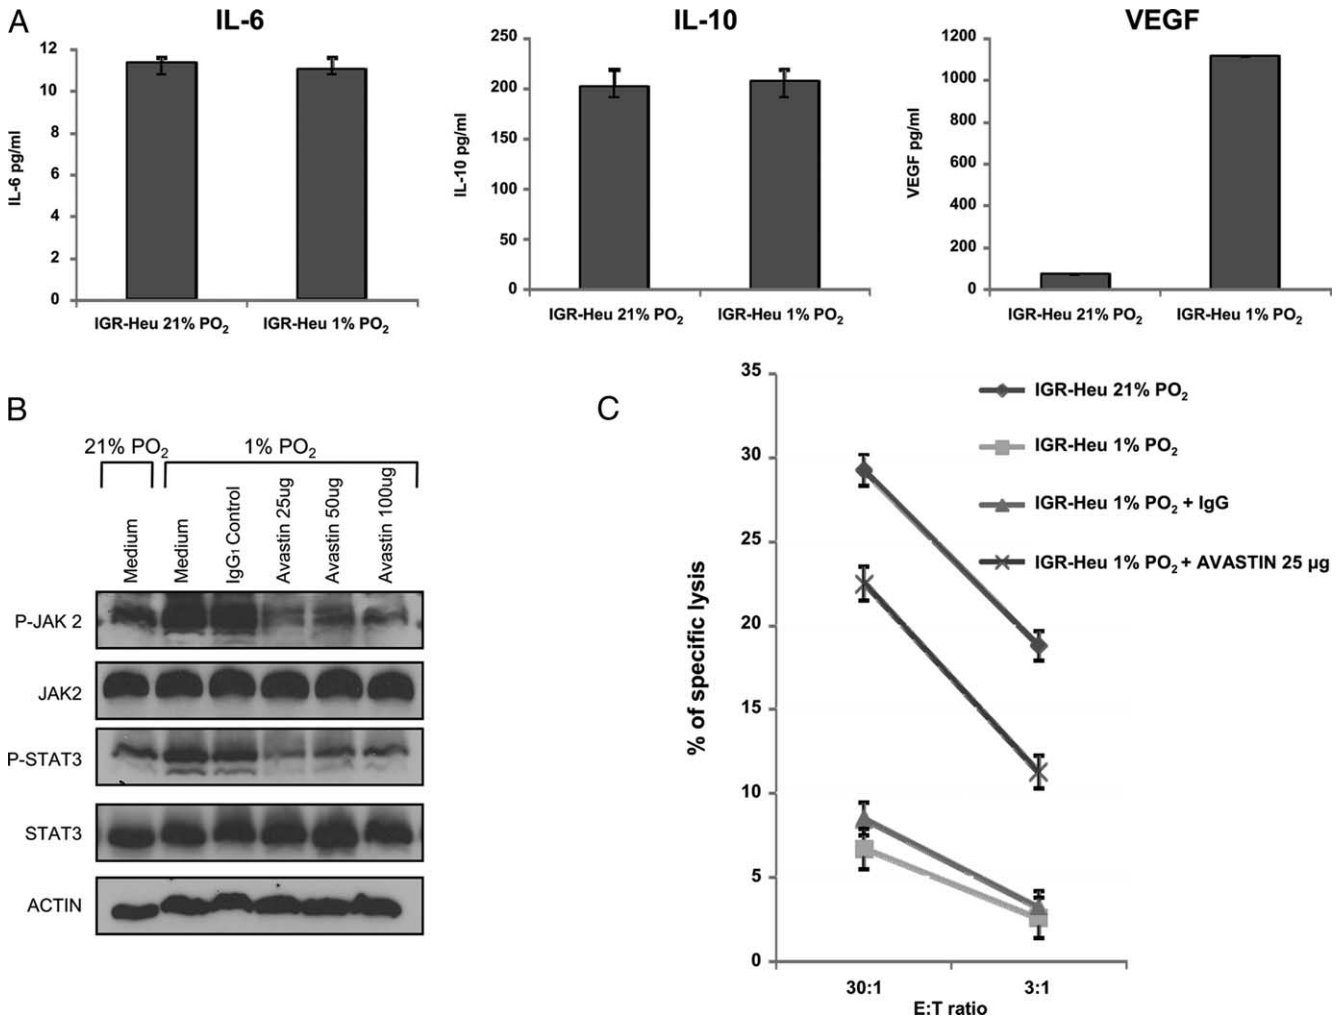 A
IL-6
IL-10
VEGF
12
10
8
6
4
2
0
IL-6 pg/ml
IGR-Heu 21% PO2
IGR-Heu 1% PO2
250
200
150
100
50
0
IL-10 pg/ml
IGR-Heu 21% PO2
IGR-Heu 1% PO2
1200
1000
800
600
400
200
0
VEGF pg/ml
IGR-Heu 21% PO2
IGR-Heu 1% PO2
B
21% PO2
1% PO2
Medium
Medium
IgG1 Control
Avastin 25ug
Avastin 50ug
Avastin 100ug
P-JAK 2
JAK2
P-STAT3
STAT3
ACTIN
C
35
30
25
20
15
10
5
0
% of specific lysis
30:1
3:1
E:T ratio
IGR-Heu 21% PO2
IGR-Heu 1% PO2
IGR-Heu 1% PO2 + IgG
IGR-Heu 1% PO2 + AVASTIN 25 µg